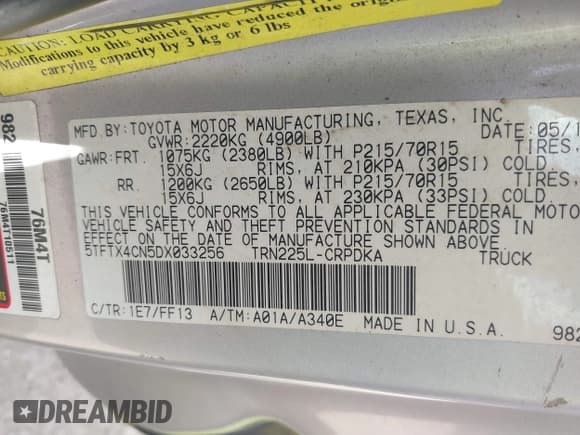 CAUTION: LOAD CARRYING CAPACITY
Modifications to this vehicle have reduced the original
carrying capacity by 3 kg or 6 lbs
MFD.BY:TOYOTA MOTOR MANUFACTURING, TEXAS, INC.
GVWR:2220KG (4900LB) DATE:05/1
GAWR:FRT. 1075KG (2380LB) WITH P215/70R15 TIRES,
15X6J RIMS, AT 210KPA (30PSI) COLD
RR. 1200KG (2650LB) WITH P215/70R15 TIRES,
15X6J RIMS, AT 230KPA (33PSI) COLD
THIS VEHICLE CONFORMS TO ALL APPLICABLE FEDERAL MOTO
VEHICLE SAFETY AND THEFT PREVENTION STANDARDS IN
EFFECT ON THE DATE OF MANUFACTURE SHOWN ABOVE.
5TFTX4CN5DX033256 TRN225L-CRPDKA TRUCK
C/TR:1E7/FF13 A/TM:A01A/A340E MADE IN U.S.A. 982
982
76M4T
76M4T10511
DREAMBID